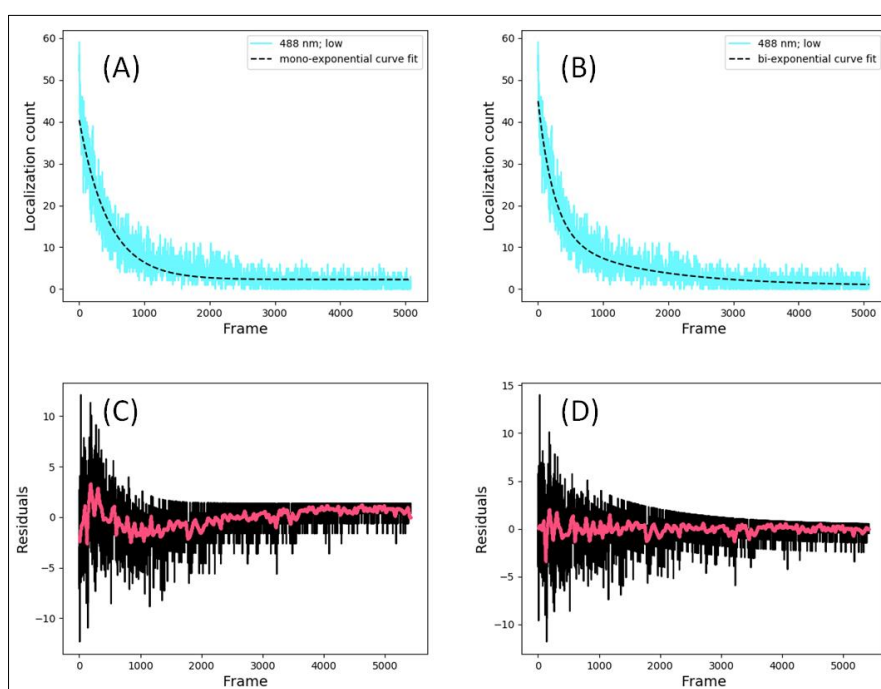 (A)
488 nm; low
mono-exponential curve fit
Localization count
60
50
40
30
20
10
0
0 1000 2000 3000 4000 5000
Frame
(B)
488 nm; low
bi-exponential curve fit
Localization count
60
50
40
30
20
10
0
0 1000 2000 3000 4000 5000
Frame
(C)
Residuals
10
5
0
−5
−10
0 1000 2000 3000 4000 5000
Frame
(D)
Residuals
15
10
5
0
−5
−10
0 1000 2000 3000 4000 5000
Frame